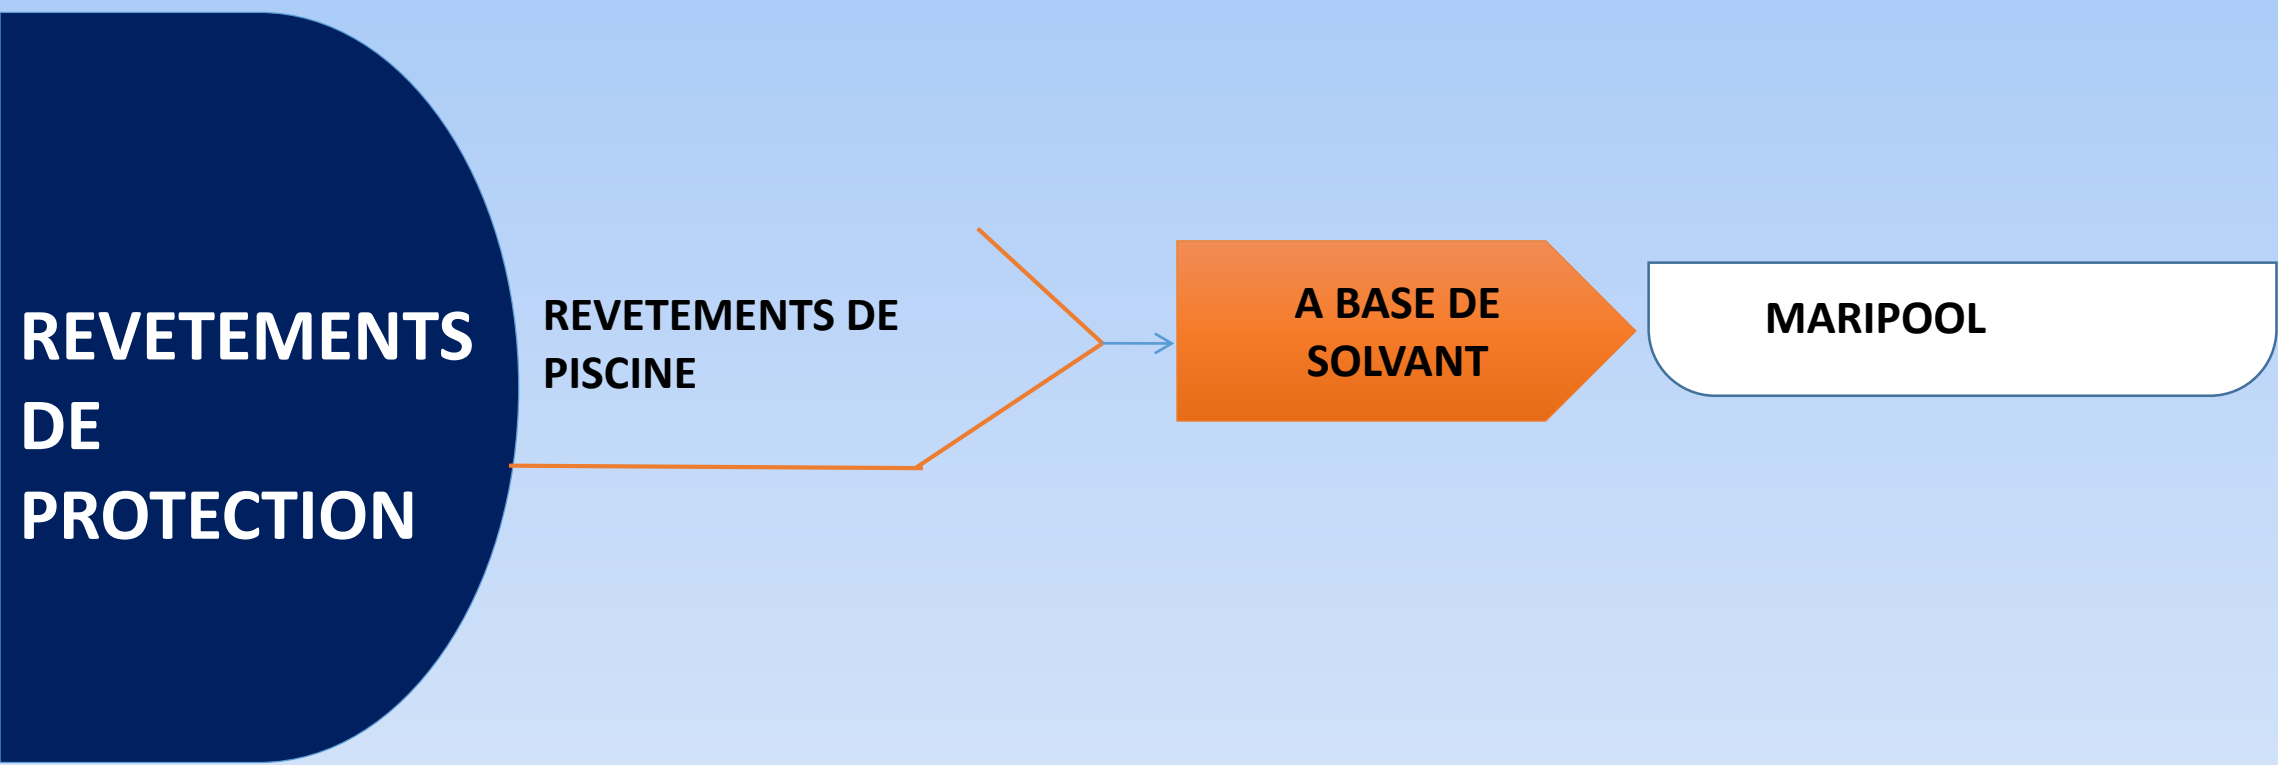 REVETEMENTS
DE
PROTECTION
REVETEMENTS DE
PISCINE
A BASE DE
SOLVANT
MARIPOOL